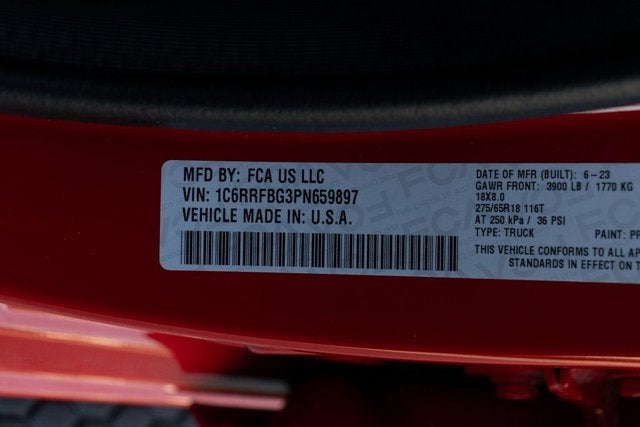 MFD BY: FCA US LLC
VIN: 1C6RRFBG3PN659897
VEHICLE MADE IN: U.S.A.
DATE OF MFR (BUILT): 6-23
GAWR FRONT: 3900 LB / 1770 KG
18X8.0
275/65R18 116T
AT 250 kPa / 36 PSI
TYPE: TRUCK PAINT: PR
THIS VEHICLE CONFORMS TO ALL AP
STANDARDS IN EFFECT ON T